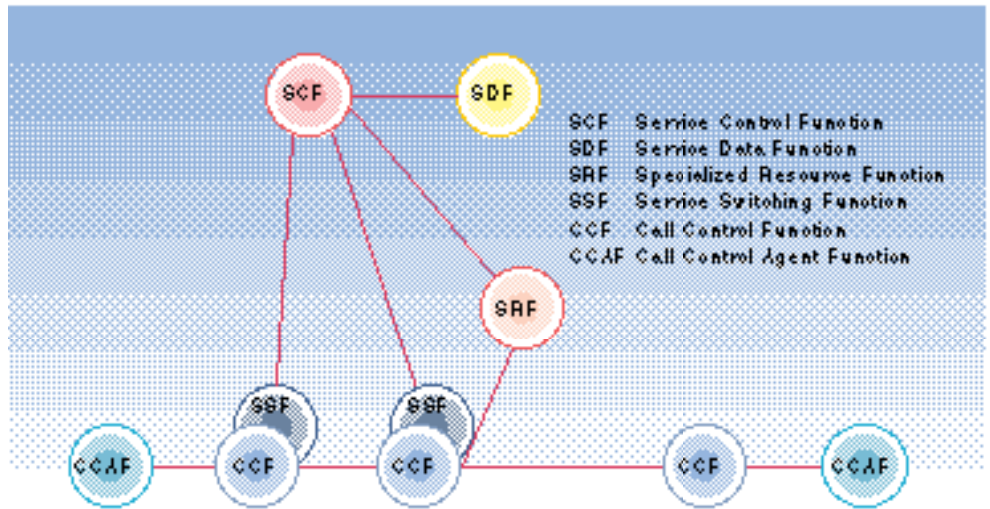 SCF SDF
SCF Service Control Function
SDF Service Data Function
SRF Specialized Resource Function
SSF Service Switching Function
CCF Call Control Function
CCAF Call Control Agent Function
SRF
SSF SSF
CCAF CCF CCF CCF CCAF